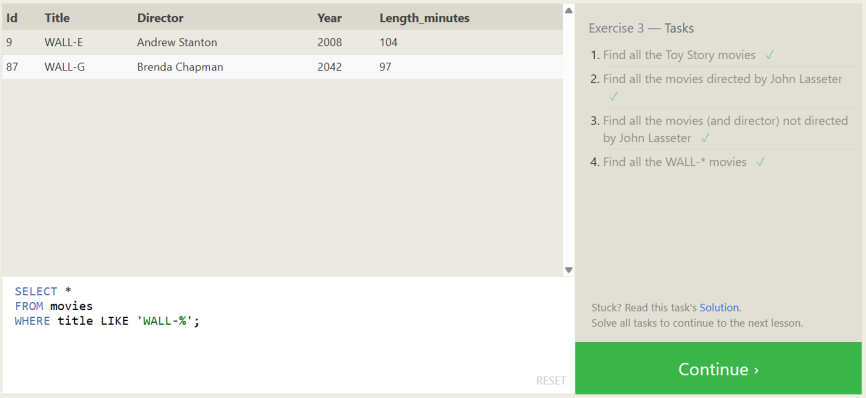 Id Title Director Year Length_minutes
9 WALL-E Andrew Stanton 2008 104
87 WALL-G Brenda Chapman 2042 97
SELECT *
FROM movies
WHERE title LIKE 'WALL-%';
RESET
Exercise 3 — Tasks
1. Find all the Toy Story movies ✓
2. Find all the movies directed by John Lasseter
✓
3. Find all the movies (and director) not directed
by John Lasseter ✓
4. Find all the WALL-* movies ✓
Stuck? Read this task's Solution.
Solve all tasks to continue to the next lesson.
Continue ›